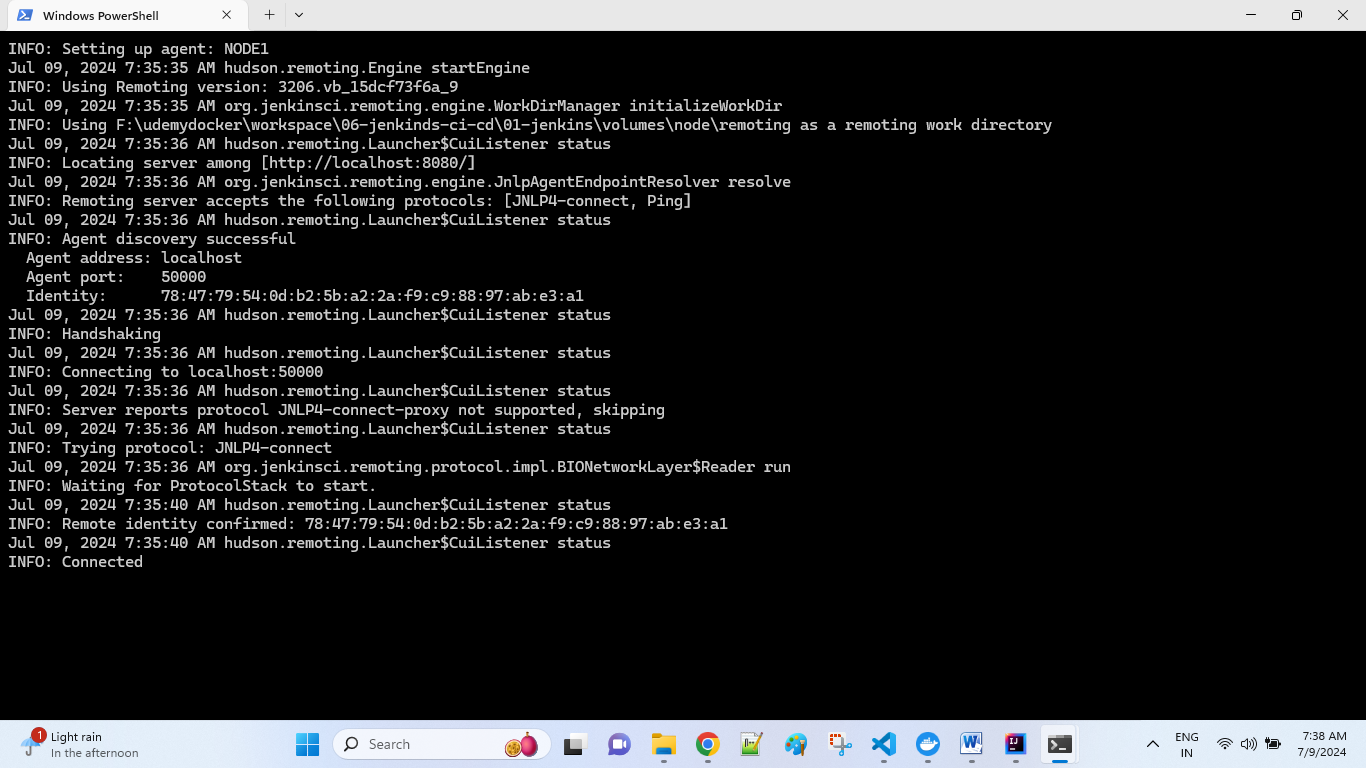 Windows PowerShell
INFO: Setting up agent: NODE1
Jul 09, 2024 7:35:35 AM hudson.remoting.Engine startEngine
INFO: Using Remoting version: 3206.vb_15dcf73f6a_9
Jul 09, 2024 7:35:35 AM org.jenkinsci.remoting.engine.WorkDirManager initializeWorkDir
INFO: Using F:\udemydocker\workspace\06-jenkinds-ci-cd\01-jenkins\volumes\node\remoting as a remoting work directory
Jul 09, 2024 7:35:36 AM hudson.remoting.Launcher$CuiListener status
INFO: Locating server among [http://localhost:8080/]
Jul 09, 2024 7:35:36 AM org.jenkinsci.remoting.engine.JnlpAgentEndpointResolver resolve
INFO: Remoting server accepts the following protocols: [JNLP4-connect, Ping]
Jul 09, 2024 7:35:36 AM hudson.remoting.Launcher$CuiListener status
INFO: Agent discovery successful
  Agent address: localhost
  Agent port:    50000
  Identity:      78:47:79:54:0d:b2:5b:a2:2a:f9:c9:88:97:ab:e3:a1
Jul 09, 2024 7:35:36 AM hudson.remoting.Launcher$CuiListener status
INFO: Handshaking
Jul 09, 2024 7:35:36 AM hudson.remoting.Launcher$CuiListener status
INFO: Connecting to localhost:50000
Jul 09, 2024 7:35:36 AM hudson.remoting.Launcher$CuiListener status
INFO: Server reports protocol JNLP4-connect-proxy not supported, skipping
Jul 09, 2024 7:35:36 AM hudson.remoting.Launcher$CuiListener status
INFO: Trying protocol: JNLP4-connect
Jul 09, 2024 7:35:36 AM org.jenkinsci.remoting.protocol.impl.BIONetworkLayer$Reader run
INFO: Waiting for ProtocolStack to start.
Jul 09, 2024 7:35:40 AM hudson.remoting.Launcher$CuiListener status
INFO: Remote identity confirmed: 78:47:79:54:0d:b2:5b:a2:2a:f9:c9:88:97:ab:e3:a1
Jul 09, 2024 7:35:40 AM hudson.remoting.Launcher$CuiListener status
INFO: Connected
1
Light rain
In the afternoon
Search
ENG
IN
7:38 AM
7/9/2024